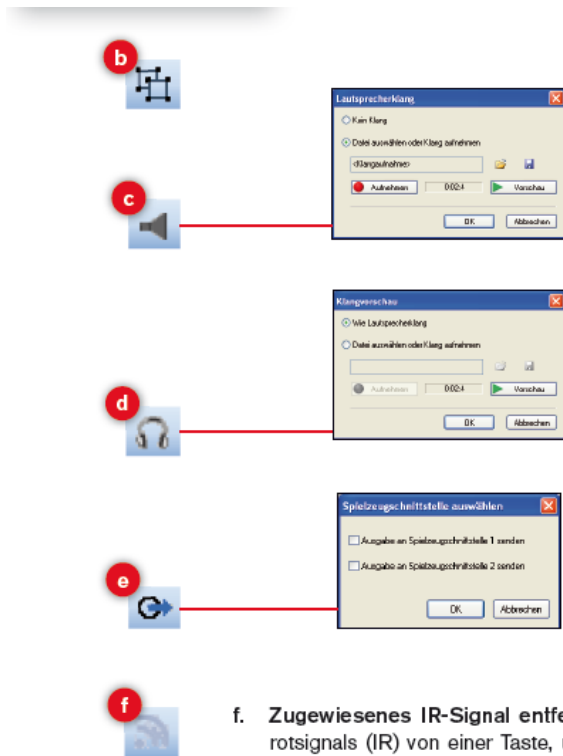 b
Lautsprecherklang
Kein Klang
Datei auswählen oder Klang aufnehmen
<Klangaufnahme>
Aufnehmen 0:02:4 Vorschau
OK Abbrechen
c
Klangvorschau
Wie Lautsprecherklang
Datei auswählen oder Klang aufnehmen
Aufnehmen 0:02:4 Vorschau
OK Abbrechen
d
Spielzeugschnittstelle auswählen
Ausgabe an Spielzeugschnittstelle 1 senden
Ausgabe an Spielzeugschnittstelle 2 senden
OK Abbrechen
e
f
f. Zugewiesenes IR-Signal entfe
rotsignals (IR) von einer Taste,